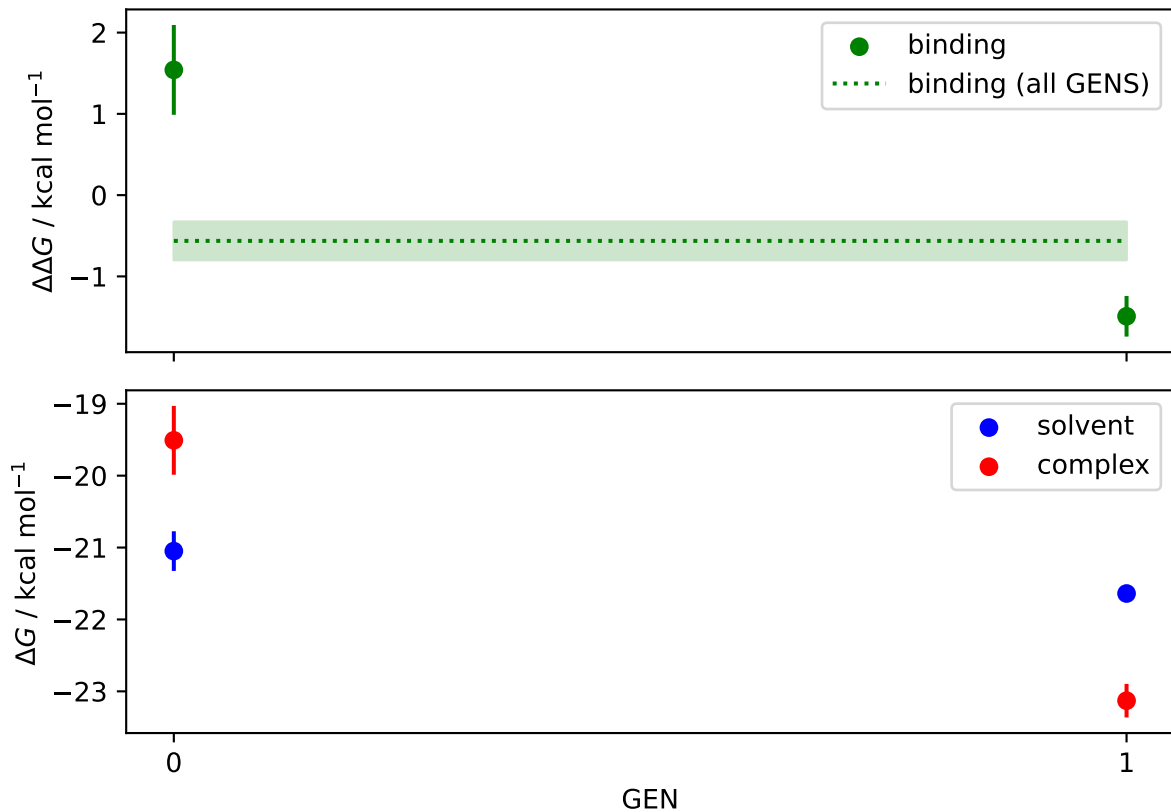 2
1
0
−1
ΔΔG / kcal mol⁻¹
binding
binding (all GENS)
−19
−20
−21
−22
−23
ΔG / kcal mol⁻¹
solvent
complex
0
1
GEN